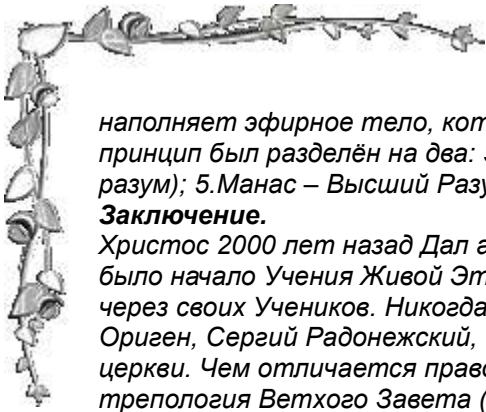 наполняет эфирное тело, кот
принцип был разделён на два:
разум); 5.Манас – Высший Разу
Заключение.
Христос 2000 лет назад Дал а
было начало Учения Живой Эт
через своих Учеников. Никогда
Ориген, Сергий Радонежский,
церкви. Чем отличается право
трепология Ветхого Завета (